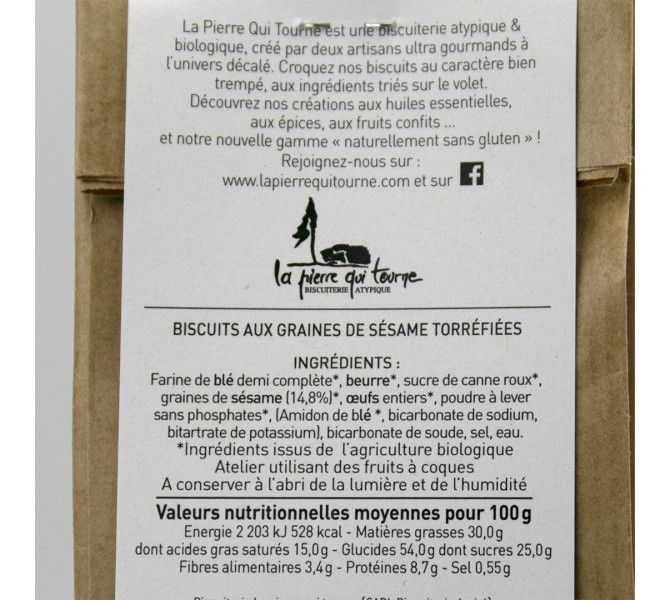 La Pierre Qui Tourne est une biscuiterie atypique &
biologique, créé par deux artisans ultra gourmands à
l'univers décalé. Croquez nos biscuits au caractère bien
trempé, aux ingrédients triés sur le volet.
Découvrez nos créations aux huiles essentielles,
aux épices, aux fruits confits ...
et notre nouvelle gamme « naturellement sans gluten » !
Rejoignez-nous sur :
www.lapierrequitourne.com et sur f
la pierre qui tourne
BISCUITERIE ATYPIQUE
BISCUITS AUX GRAINES DE SÉSAME TORRÉFIÉES
INGRÉDIENTS :
Farine de blé demi complète*, beurre*, sucre de canne roux*,
graines de sésame (14,8%)*, œufs entiers*, poudre à lever
sans phosphates*, (Amidon de blé *, bicarbonate de sodium,
bitartrate de potassium), bicarbonate de soude, sel, eau.
*Ingrédients issus de l'agriculture biologique
Atelier utilisant des fruits à coques
A conserver à l'abri de la lumière et de l'humidité
Valeurs nutritionnelles moyennes pour 100g
Energie 2 203 kJ 528 kcal - Matières grasses 30,0g
dont acides gras saturés 15,0g - Glucides 54,0g dont sucres 25,0g
Fibres alimentaires 3,4g - Protéines 8,7g - Sel 0,55g